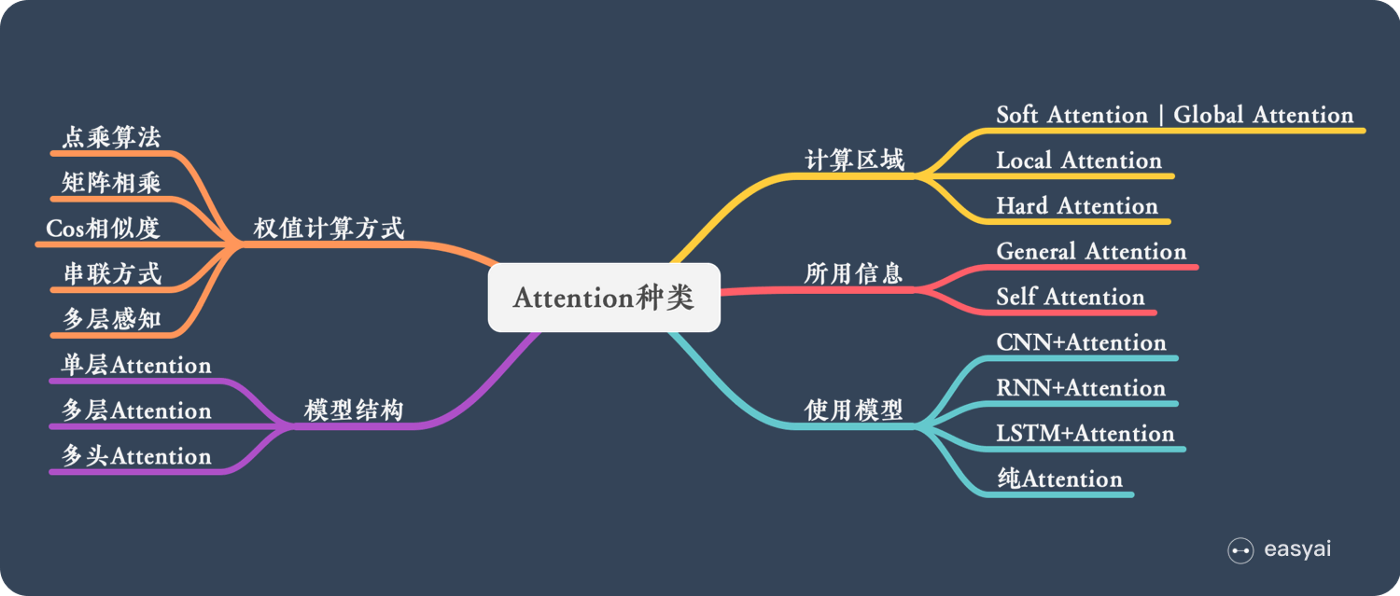 Attention种类
计算区域
Soft Attention | Global Attention
Local Attention
Hard Attention
所用信息
General Attention
Self Attention
使用模型
CNN+Attention
RNN+Attention
LSTM+Attention
纯Attention
权值计算方式
点乘算法
矩阵相乘
Cos相似度
串联方式
多层感知
模型结构
单层Attention
多层Attention
多头Attention
easyai